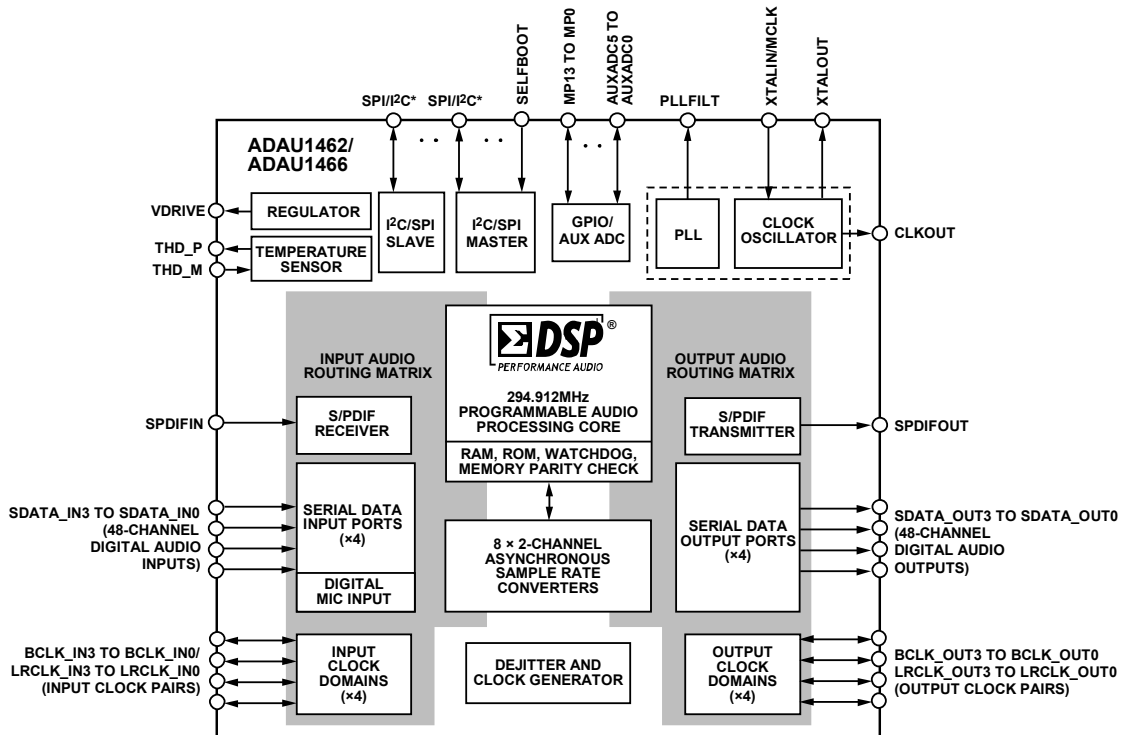 SPI/I²C*
SPI/I²C*
SELFBOOT
MP13 TO MP0
AUXADC5 TO
AUXADC0
PLLFILT
XTALIN/MCLK
XTALOUT
ADAU1462/
ADAU1466
VDRIVE
REGULATOR
THD_P
THD_M
TEMPERATURE
SENSOR
I²C/SPI
SLAVE
I²C/SPI
MASTER
GPIO/
AUX ADC
PLL
CLOCK
OSCILLATOR
CLKOUT
INPUT AUDIO
ROUTING MATRIX
ΣDSP®
PERFORMANCE AUDIO
294.912MHz
PROGRAMMABLE AUDIO
PROCESSING CORE
RAM, ROM, WATCHDOG,
MEMORY PARITY CHECK
OUTPUT AUDIO
ROUTING MATRIX
SPDIFIN
S/PDIF
RECEIVER
S/PDIF
TRANSMITTER
SPDIFOUT
SDATA_IN3 TO SDATA_IN0
(48-CHANNEL
DIGITAL AUDIO
INPUTS)
SERIAL DATA
INPUT PORTS
(×4)
DIGITAL
MIC INPUT
8 × 2-CHANNEL
ASYNCHRONOUS
SAMPLE RATE
CONVERTERS
SERIAL DATA
OUTPUT PORTS
(×4)
SDATA_OUT3 TO SDATA_OUT0
(48-CHANNEL
DIGITAL AUDIO
OUTPUTS)
BCLK_IN3 TO BCLK_IN0/
LRCLK_IN3 TO LRCLK_IN0
(INPUT CLOCK PAIRS)
INPUT
CLOCK
DOMAINS
(×4)
DEJITTER AND
CLOCK GENERATOR
OUTPUT
CLOCK
DOMAINS
(×4)
BCLK_OUT3 TO BCLK_OUT0
LRCLK_OUT3 TO LRCLK_OUT0
(OUTPUT CLOCK PAIRS)